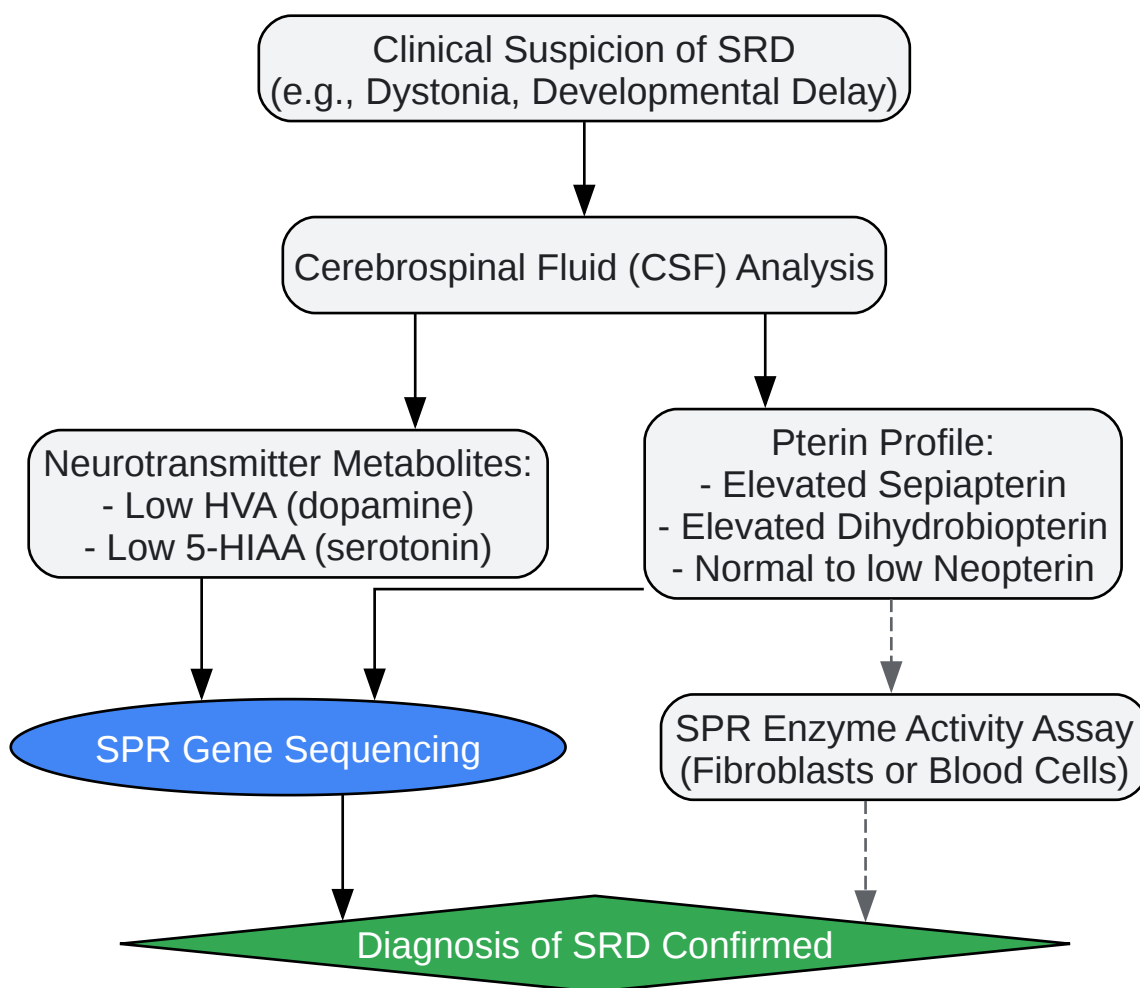 Clinical Suspicion of SRD
(e.g., Dystonia, Developmental Delay)
Cerebrospinal Fluid (CSF) Analysis
Neurotransmitter Metabolites:
- Low HVA (dopamine)
- Low 5-HIAA (serotonin)
Pterin Profile:
- Elevated Sepiapterin
- Elevated Dihydrobiopterin
- Normal to low Neopterin
SPR Gene Sequencing
SPR Enzyme Activity Assay
(Fibroblasts or Blood Cells)
Diagnosis of SRD Confirmed